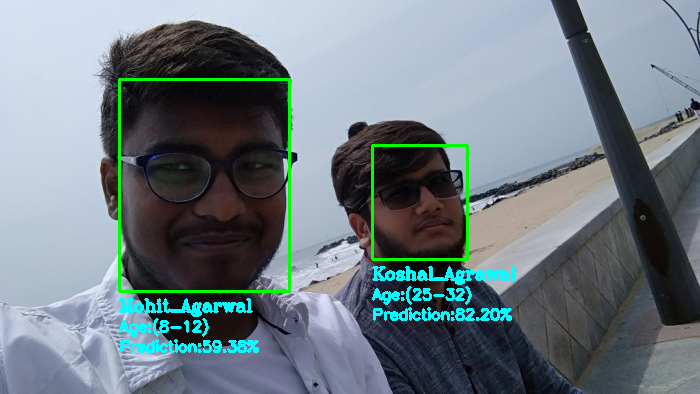 Mohit_Agarwal
Age:(8-12)
Prediction:59.38%
Koshal_Agrawal
Age:(25-32)
Prediction:82.20%